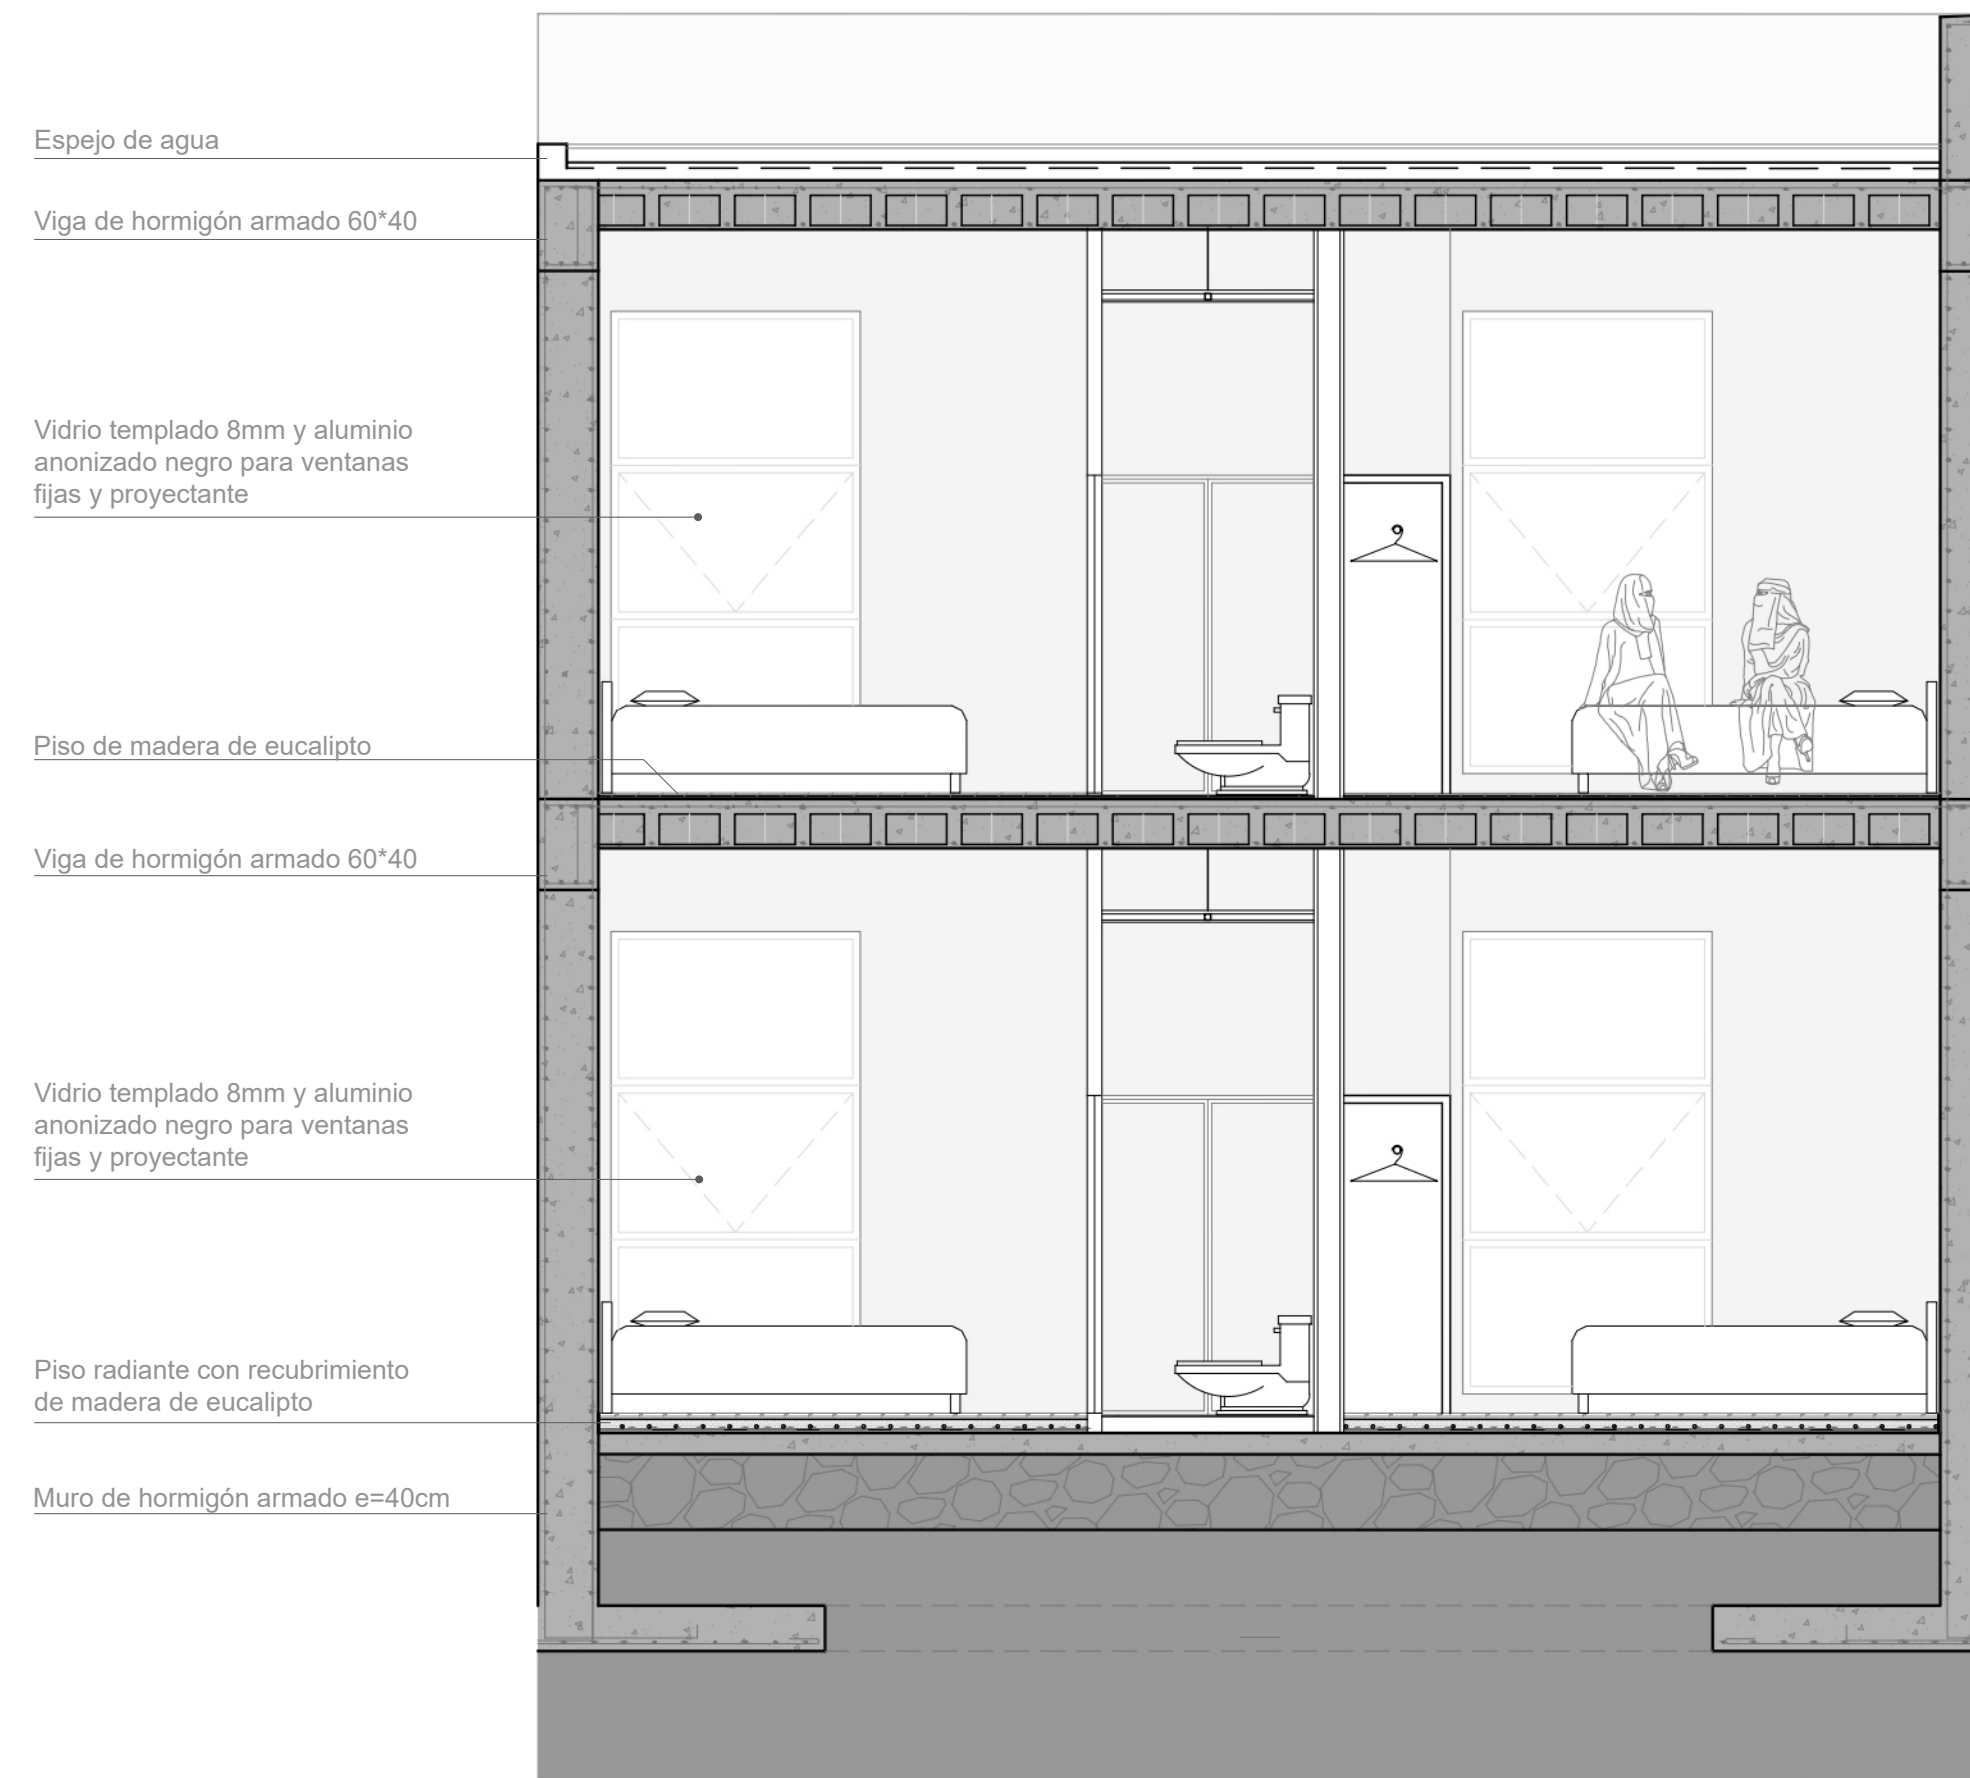 Espejo de agua
Viga de hormigón armado 60*40
Vidrio templado 8mm y aluminio
anonizado negro para ventanas
fijas y proyectante
Piso de madera de eucalipto
Viga de hormigón armado 60*40
Vidrio templado 8mm y aluminio
anonizado negro para ventanas
fijas y proyectante
Piso radiante con recubrimiento
de madera de eucalipto
Muro de hormigón armado e=40cm